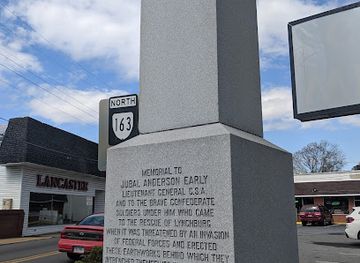 NORTH
163
LANCASTER
MEMORIAL TO
JUBAL ANDERSON EARLY
LIEUTENANT GENERAL C.S.A.
AND TO THE BRAVE CONFEDERATE
SOLDIERS UNDER HIM WHO CAME
TO THE RESCUE OF LYNCHBURG
WHEN IT WAS THREATENED BY AN INVASION
OF FEDERAL FORCES AND ERECTED
THESE EARTHWORKS BEHIND WHICH THEY